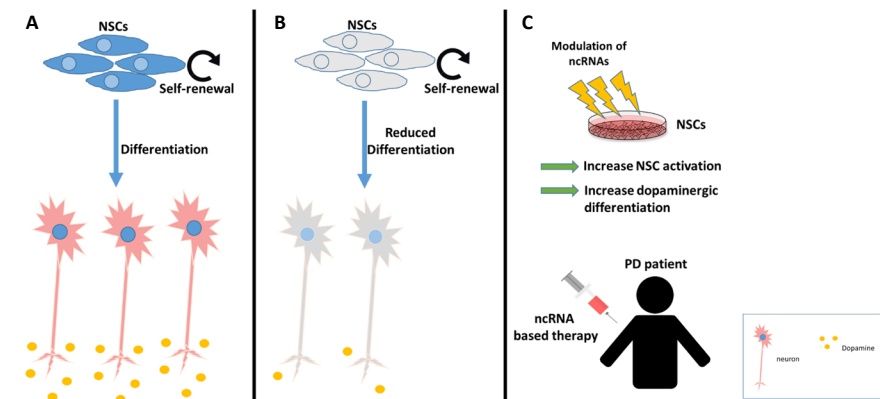 A
NSCs
Self-renewal
Differentiation
B
NSCs
Self-renewal
Reduced
Differentiation
C
Modulation of
ncRNAs
NSCs
Increase NSC activation
Increase dopaminergic
differentiation
PD patient
ncRNA
based therapy
neuron
Dopamine